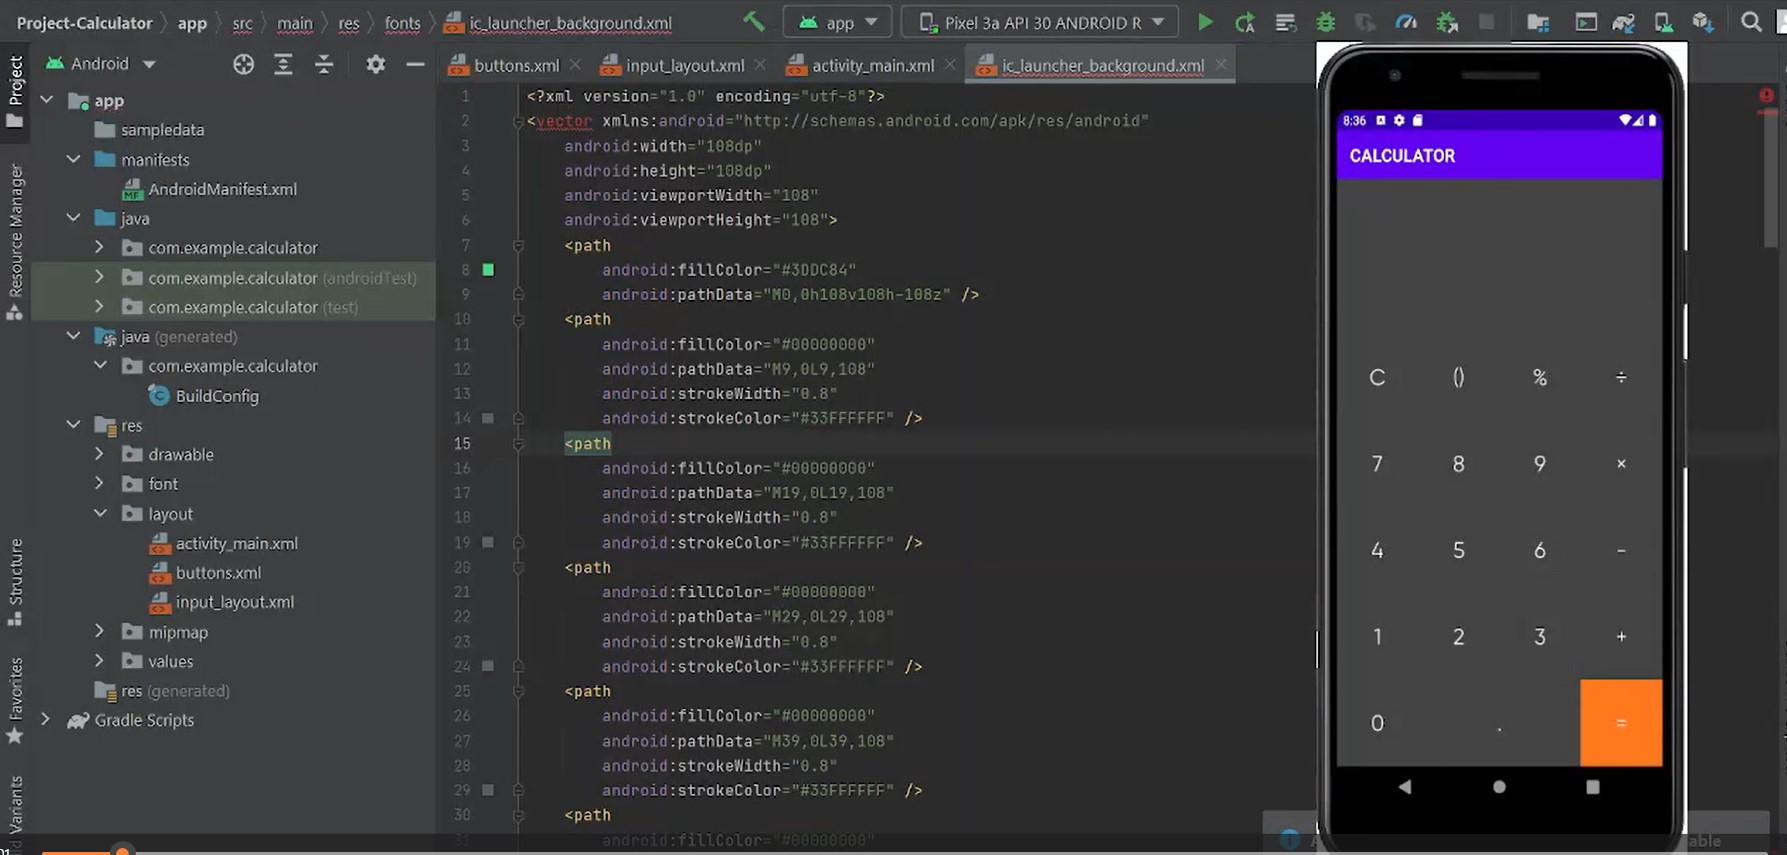 Project-Calculator app src main res fonts ic_launcher_background.xml app Pixel 3a API 30 ANDROID R
Project
Resource Manager
Structure
Favorites
Variants
Android
app
sampledata
manifests
AndroidManifest.xml
java
com.example.calculator
com.example.calculator (androidTest)
com.example.calculator (test)
java (generated)
com.example.calculator
BuildConfig
res
drawable
font
layout
activity_main.xml
buttons.xml
input_layout.xml
mipmap
values
res (generated)
Gradle Scripts
buttons.xml input_layout.xml activity_main.xml ic_launcher_background.xml
1 <?xml version="1.0" encoding="utf-8"?>
2 <vector xmlns:android="http://schemas.android.com/apk/res/android"
3 android:width="108dp"
4 android:height="108dp"
5 android:viewportWidth="108"
6 android:viewportHeight="108">
7 <path
8 android:fillColor="#3DDC84"
9 android:pathData="M0,0h108v108h-108z" />
10 <path
11 android:fillColor="#00000000"
12 android:pathData="M9,0L9,108"
13 android:strokeWidth="0.8"
14 android:strokeColor="#33FFFFFF" />
15 <path
16 android:fillColor="#00000000"
17 android:pathData="M19,0L19,108"
18 android:strokeWidth="0.8"
19 android:strokeColor="#33FFFFFF" />
20 <path
21 android:fillColor="#00000000"
22 android:pathData="M29,0L29,108"
23 android:strokeWidth="0.8"
24 android:strokeColor="#33FFFFFF" />
25 <path
26 android:fillColor="#00000000"
27 android:pathData="M39,0L39,108"
28 android:strokeWidth="0.8"
29 android:strokeColor="#33FFFFFF" />
30 <path
31 android:fillColor="#00000000"
8:36
CALCULATOR
C () % ÷
7 8 9 ×
4 5 6 -
1 2 3 +
0 . =